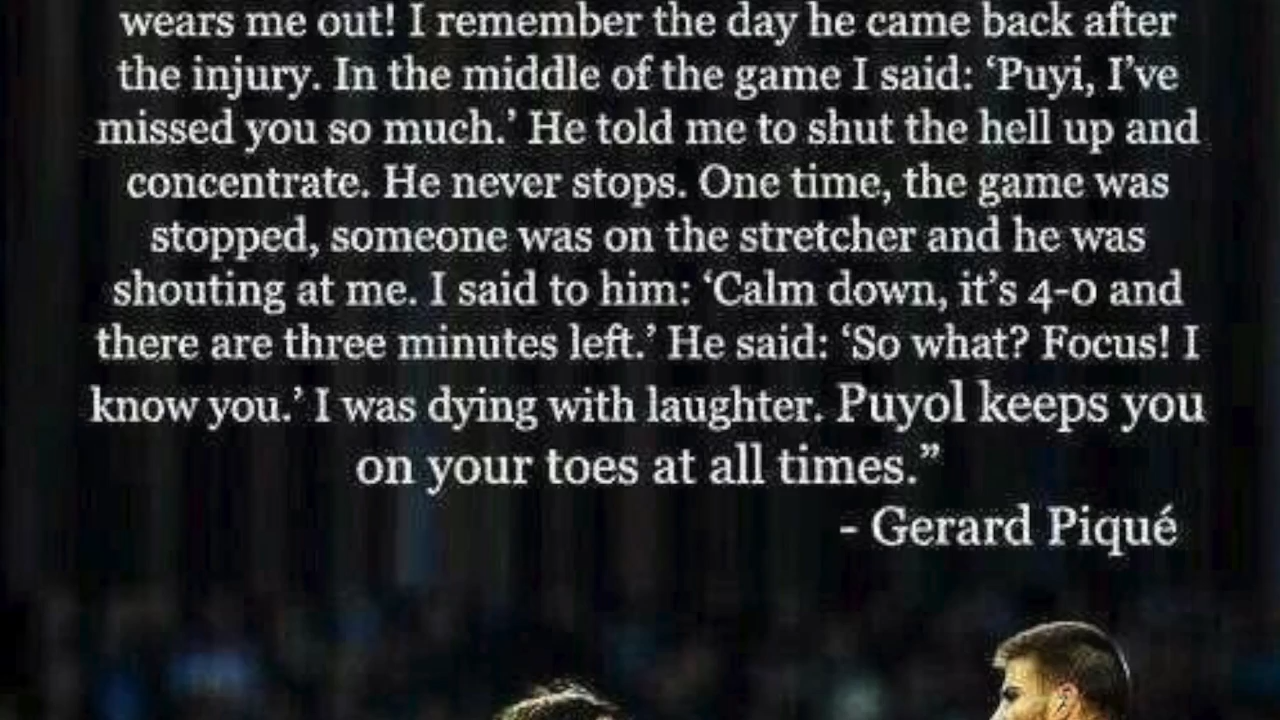 wears me out! I remember the day he came back after
the injury. In the middle of the game I said: ‘Puyi, I’ve
missed you so much.’ He told me to shut the hell up and
concentrate. He never stops. One time, the game was
stopped, someone was on the stretcher and he was
shouting at me. I said to him: ‘Calm down, it’s 4-0 and
there are three minutes left.’ He said: ‘So what? Focus! I
know you.’ I was dying with laughter. Puyol keeps you
on your toes at all times.”
- Gerard Piqué